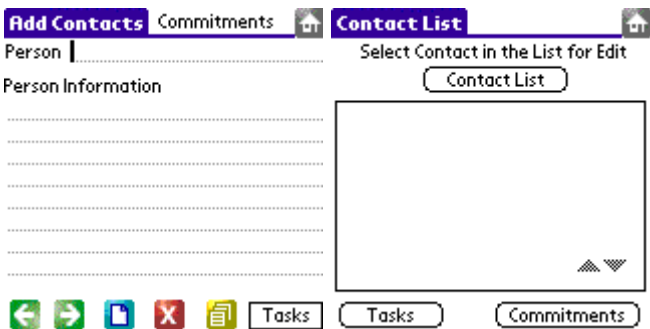 Add Contacts Commitments
Person
Person Information
Tasks
Contact List
Select Contact in the List for Edit
Contact List
Tasks Commitments